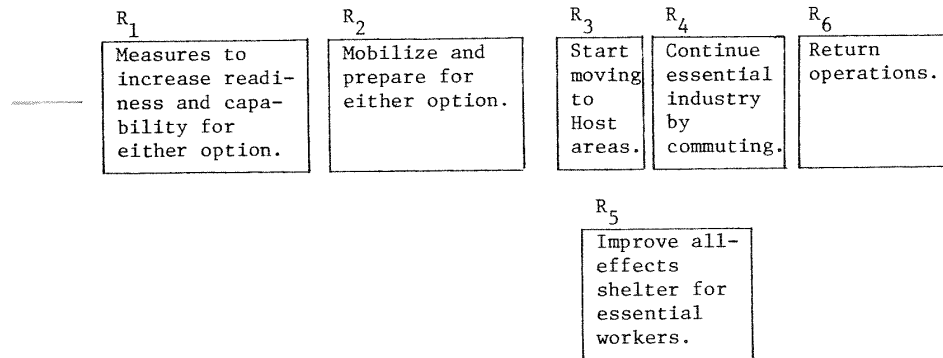 R1
Measures to
increase readi-
ness and capa-
bility for
either option.
R2
Mobilize and
prepare for
either option.
R3
Start
moving
to
Host
areas.
R4
Continue
essential
industry
by
commuting.
R6
Return
operations.
R5
Improve all-
effects
shelter for
essential
workers.